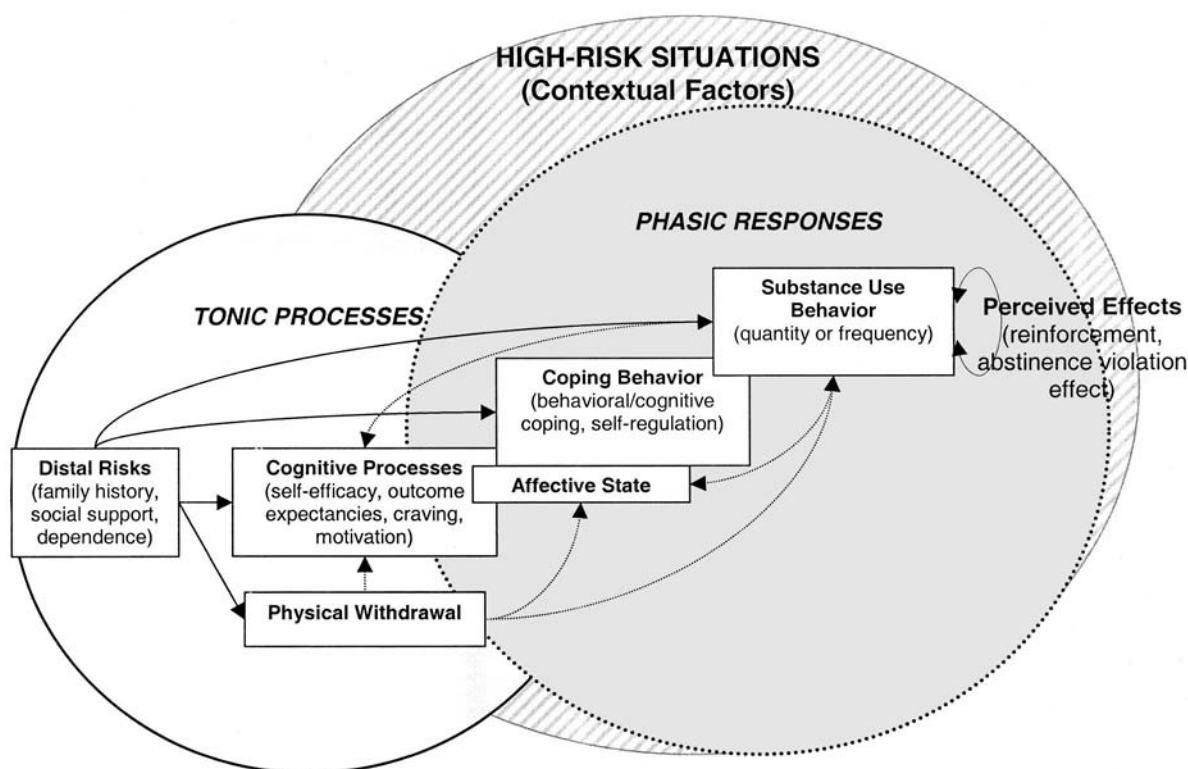 HIGH-RISK SITUATIONS
(Contextual Factors)
PHASIC RESPONSES
TONIC PROCESSES
Substance Use
Behavior
(quantity or frequency)
Perceived Effects
(reinforcement,
abstinence violation
effect)
Coping Behavior
(behavioral/cognitive
coping, self-regulation)
Distal Risks
(family history,
social support,
dependence)
Cognitive Processes
(self-efficacy, outcome
expectancies, craving,
motivation)
Affective State
Physical Withdrawal